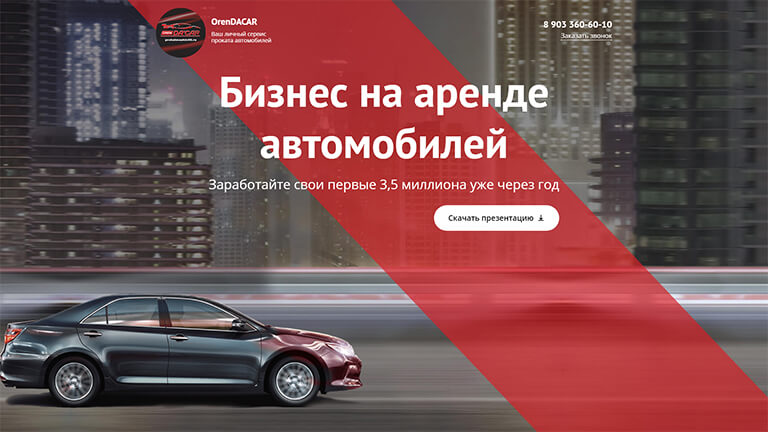 OrenDACAR
Ваш личный сервис
проката автомобилей
8 903 360-60-10
Заказать звонок
Бизнес на аренде
автомобилей
Заработайте свои первые 3,5 миллиона уже через год
Скачать презентацию